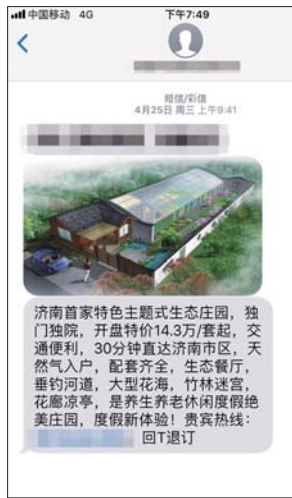 中国移动 4G 下午7:49
短信/彩信
4月25日 周三 上午9:41
济南首家特色主题式生态庄园，独
门独院，开盘特价14.3万/套起，交
通便利，30分钟直达济南市区，天
然气入户，配套齐全，生态餐厅，
垂钓河道，大型花海，竹林迷宫，
花廊凉亭，是养生养老休闲度假绝
美庄园，度假新体验！贵宾热线：
回T退订